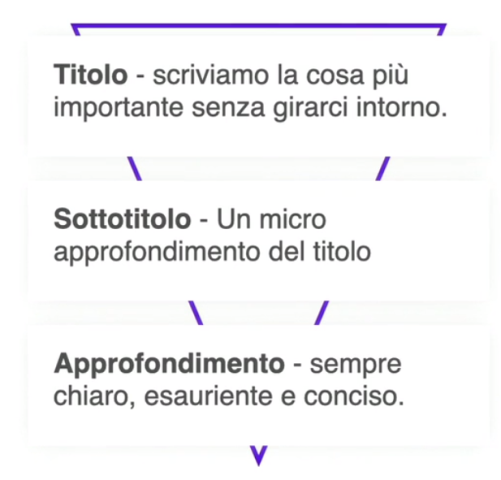 Titolo - scriviamo la cosa più
importante senza girarci intorno.
Sottotitolo - Un micro
approfondimento del titolo
Approfondimento - sempre
chiaro, esauriente e conciso.